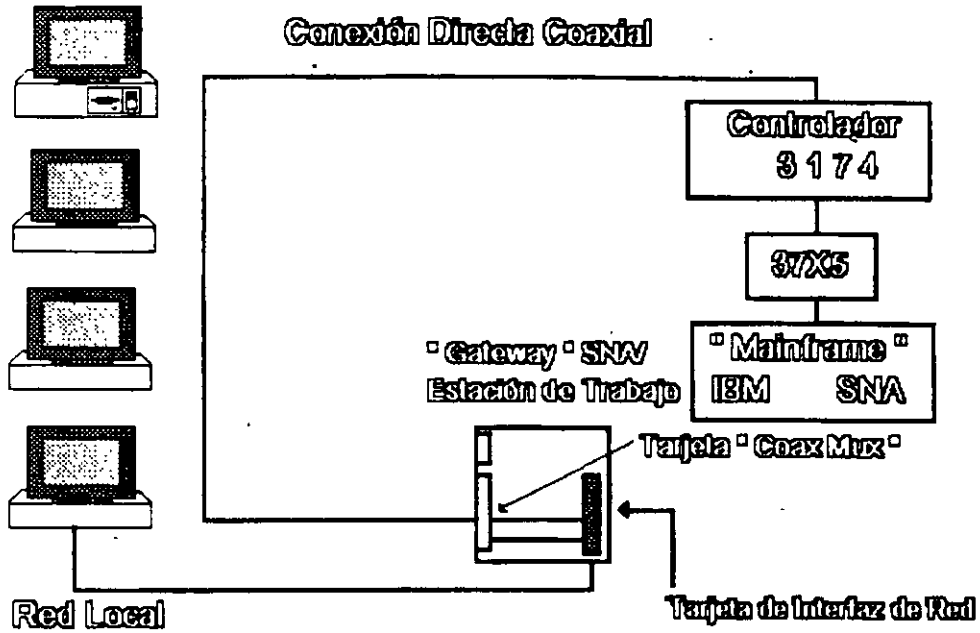 Conexión Directa Coaxial
Controlador
3 1 7 4
37X5
" Gateway " SNA/
Estación de Trabajo
" Mainframe "
IBM SNA
Tarjeta " Coax Mux "
Red Local
Tarjeta de Interfaz de Red